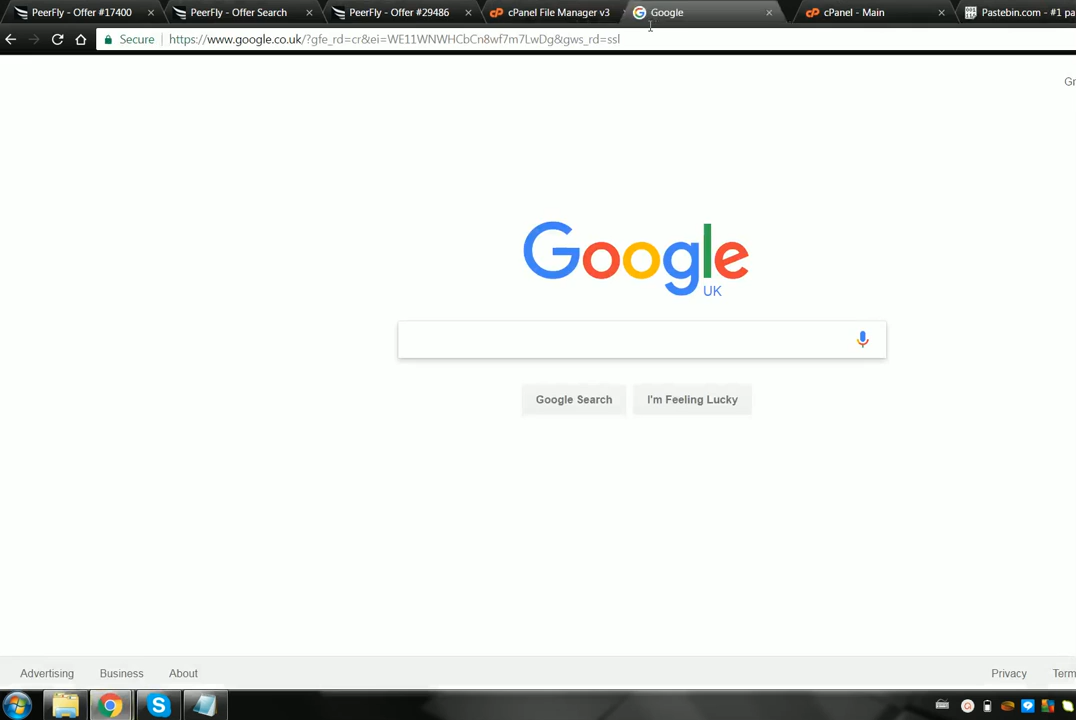 PeerFly - Offer #17400
PeerFly - Offer Search
PeerFly - Offer #29486
cPanel File Manager v3
Google
cPanel - Main
Pastebin.com - #1 pa
Secure
https://www.google.co.uk/?gfe_rd=cr&ei=WE11WNWHCbCn8wf7m7LwDg&gws_rd=ssl
Gr
Google
UK
Google Search
I'm Feeling Lucky
Advertising
Business
About
Privacy
Term